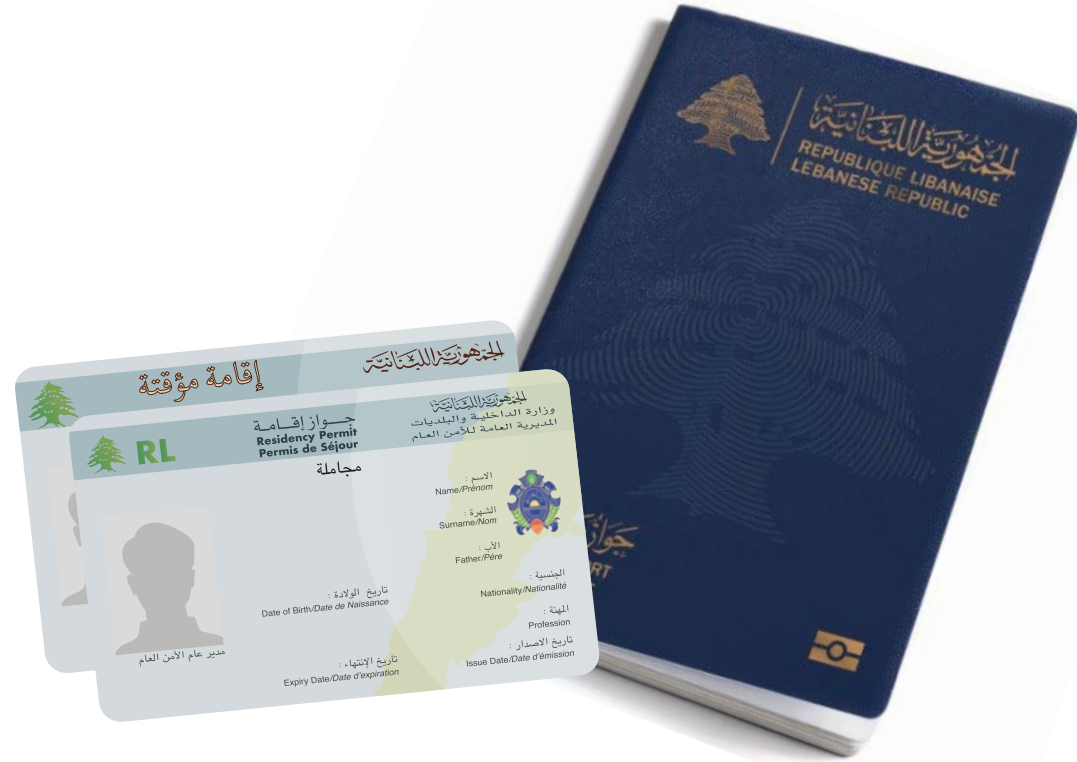 الجمهورية اللبنانية
REPUBLIQUE LIBANAISE
LEBANESE REPUBLIC
جواز
RT
إقامة مؤقتة
الجمهورية اللبنانية
RL
جواز إقامة
Residency Permit
Permis de Séjour
مجاملة
الجمهورية اللبنانية
وزارة الداخلية والبلديات
المديرية العامة للأمن العام
الاسم :
Name/Prénom
الشهرة :
Surname/Nom
الأب :
Father/Pére
الجنسية :
Nationality/Nationalité
المهنة :
Profession
تاريخ الولادة :
Date of Birth/Date de Naissance
تاريخ الاصدار :
Issue Date/Date d'émission
تاريخ الإنتهاء :
Expiry Date/Date d'expiration
مدير عام الأمن العام